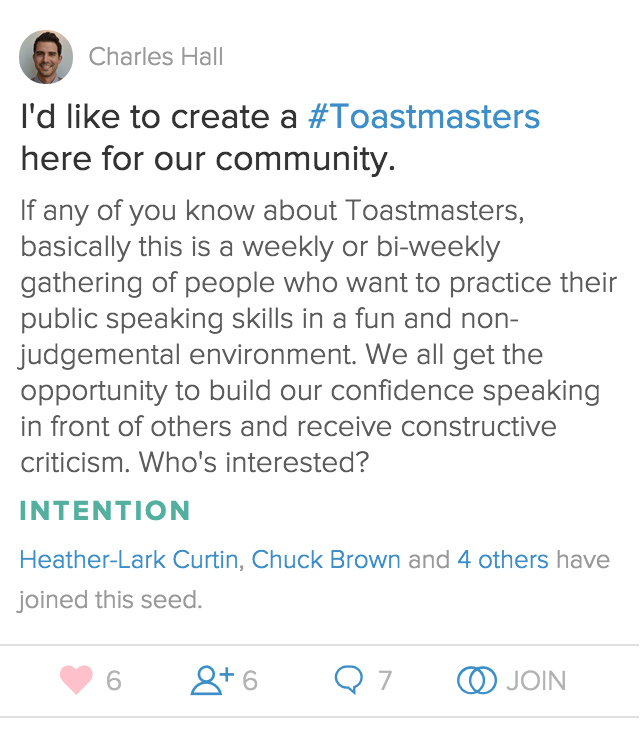 Charles Hall
I'd like to create a #Toastmasters
here for our community.
If any of you know about Toastmasters,
basically this is a weekly or bi-weekly
gathering of people who want to practice their
public speaking skills in a fun and non-
judgemental environment. We all get the
opportunity to build our confidence speaking
in front of others and receive constructive
criticism. Who's interested?
INTENTION
Heather-Lark Curtin, Chuck Brown and 4 others have
joined this seed.
6 6 7 JOIN